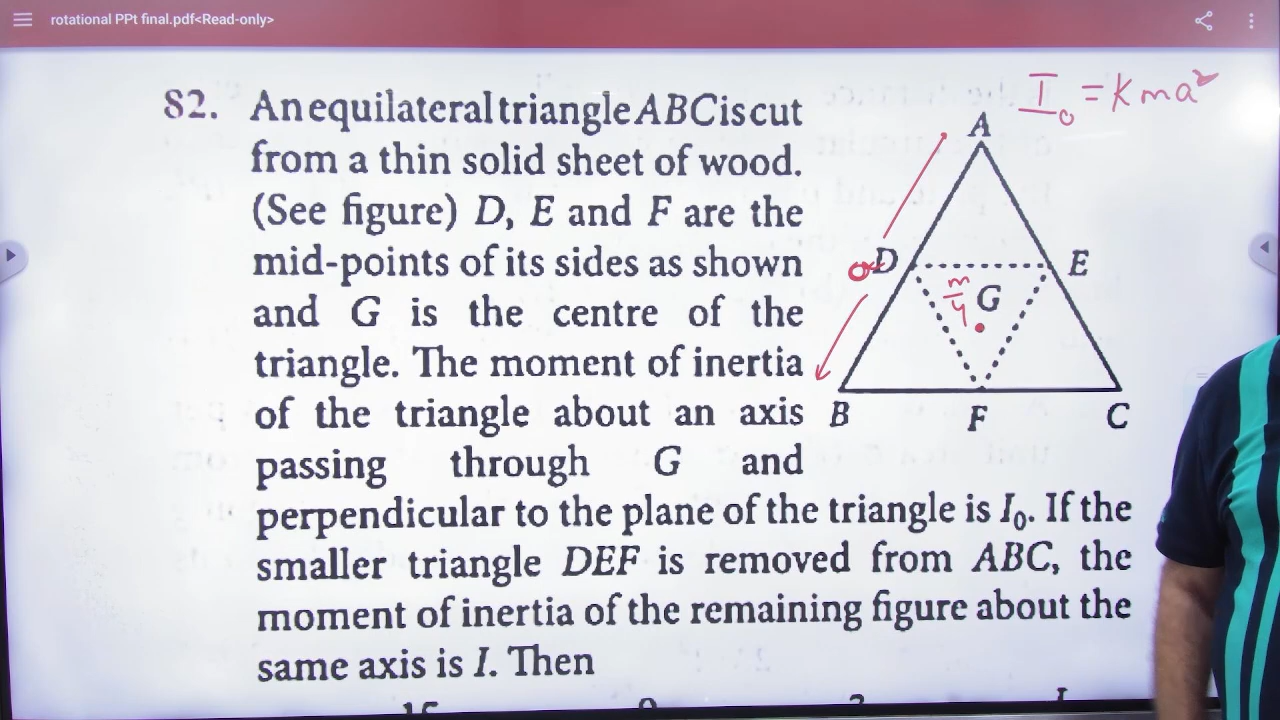 rotational PPt final.pdf<Read-only>
82. An equilateral triangle ABC is cut
from a thin solid sheet of wood.
(See figure) D, E and F are the
mid-points of its sides as shown
and G is the centre of the
triangle. The moment of inertia
of the triangle about an axis
passing through G and
perpendicular to the plane of the triangle is I₀. If the
smaller triangle DEF is removed from ABC, the
moment of inertia of the remaining figure about the
same axis is I. Then
I₀ = kma²
A
D
E
m/4
G
B
F
C